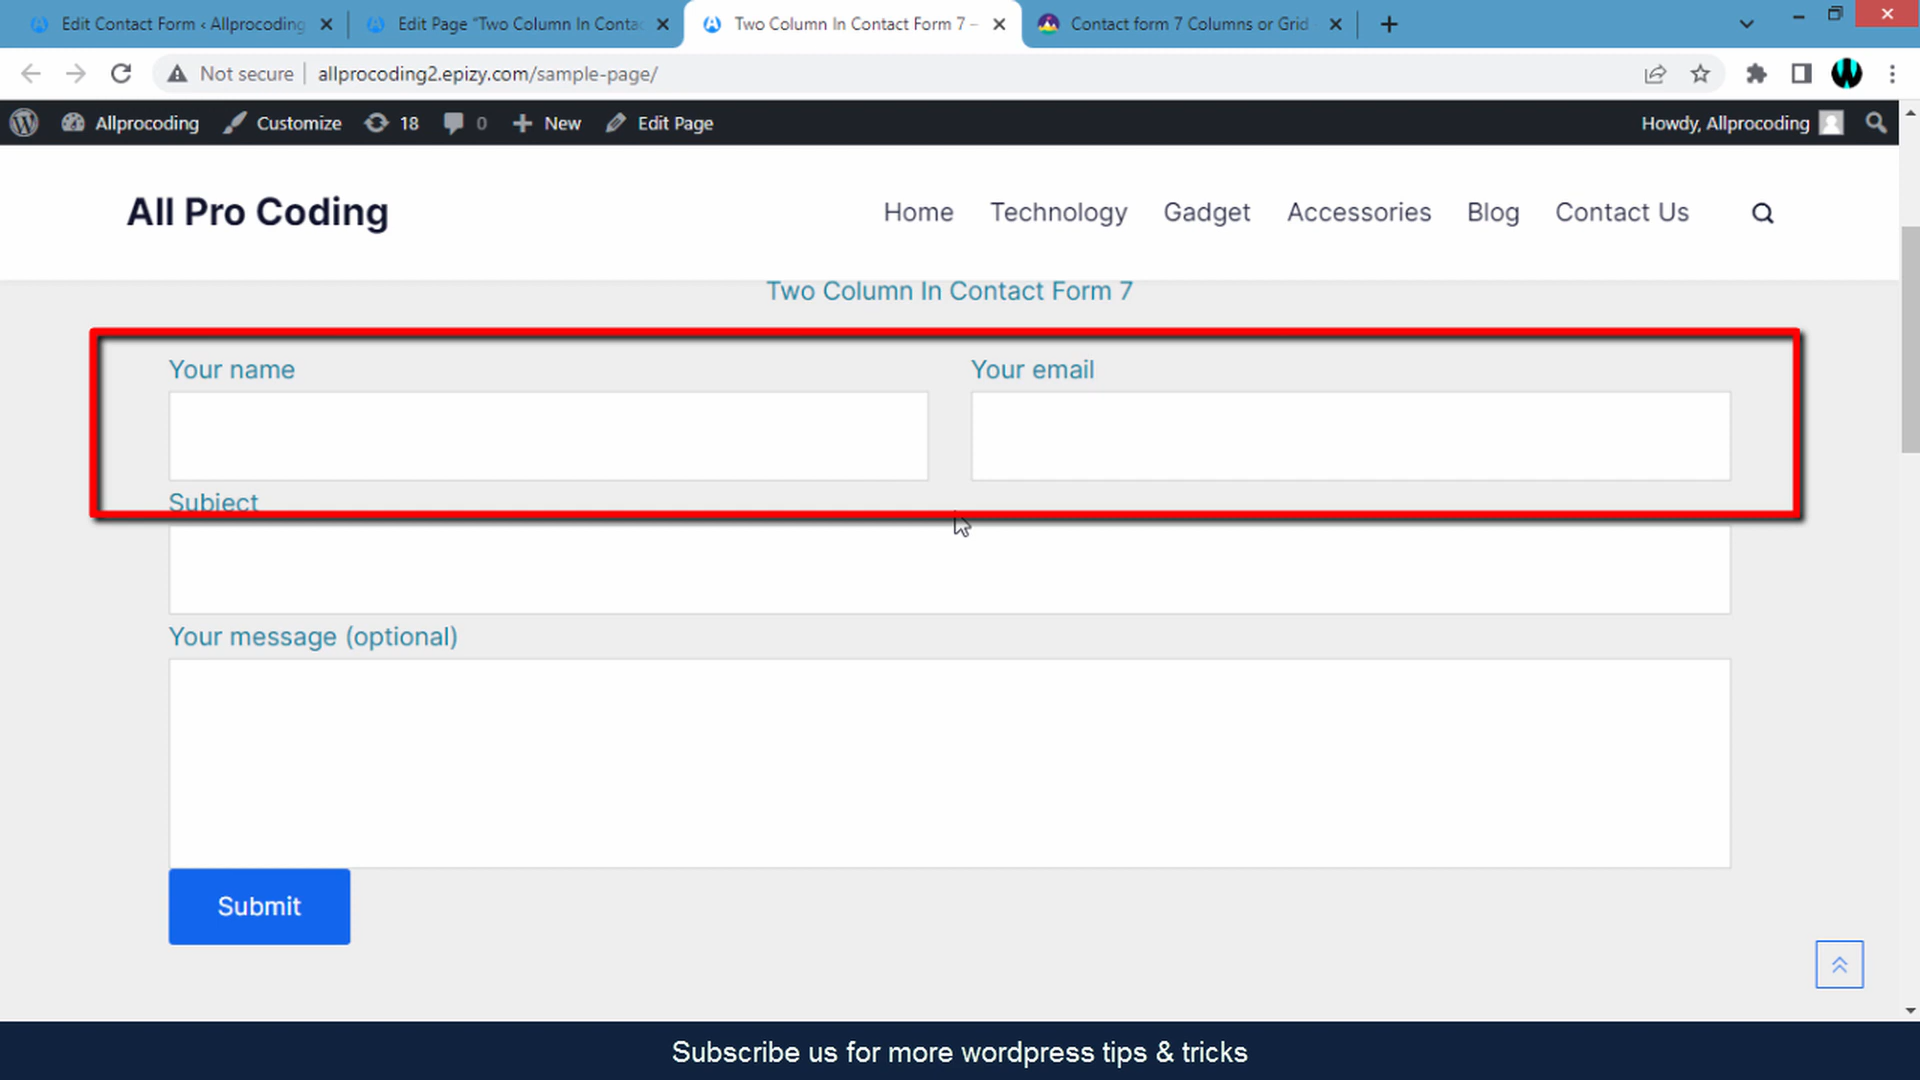 Edit Contact Form ‹ Allprocoding
Edit Page “Two Column In Conta
Two Column In Contact Form 7 –
Contact form 7 Columns or Grid
Not secure
allprocoding2.epizy.com/sample-page/
Allprocoding
Customize
18
0
New
Edit Page
Howdy, Allprocoding
All Pro Coding
Home
Technology
Gadget
Accessories
Blog
Contact Us
Two Column In Contact Form 7
Your name
Your email
Subject
Your message (optional)
Submit
Subscribe us for more wordpress tips & tricks